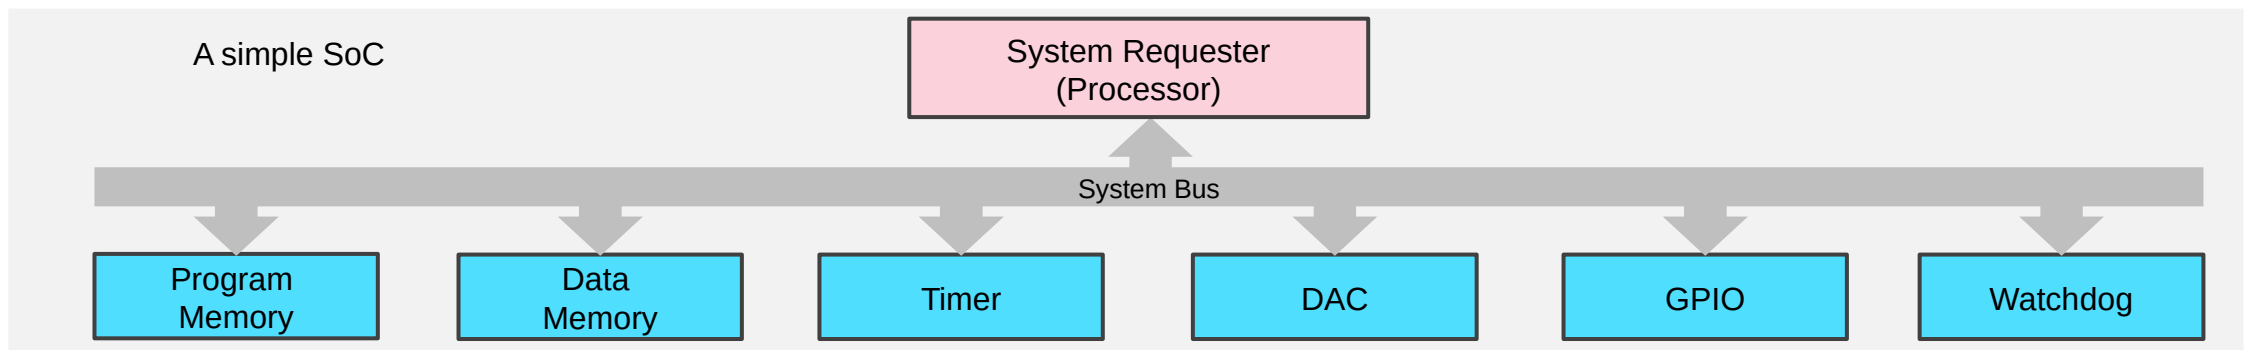 A simple SoC
System Requester
(Processor)
System Bus
Program
Memory
Data
Memory
Timer
DAC
GPIO
Watchdog